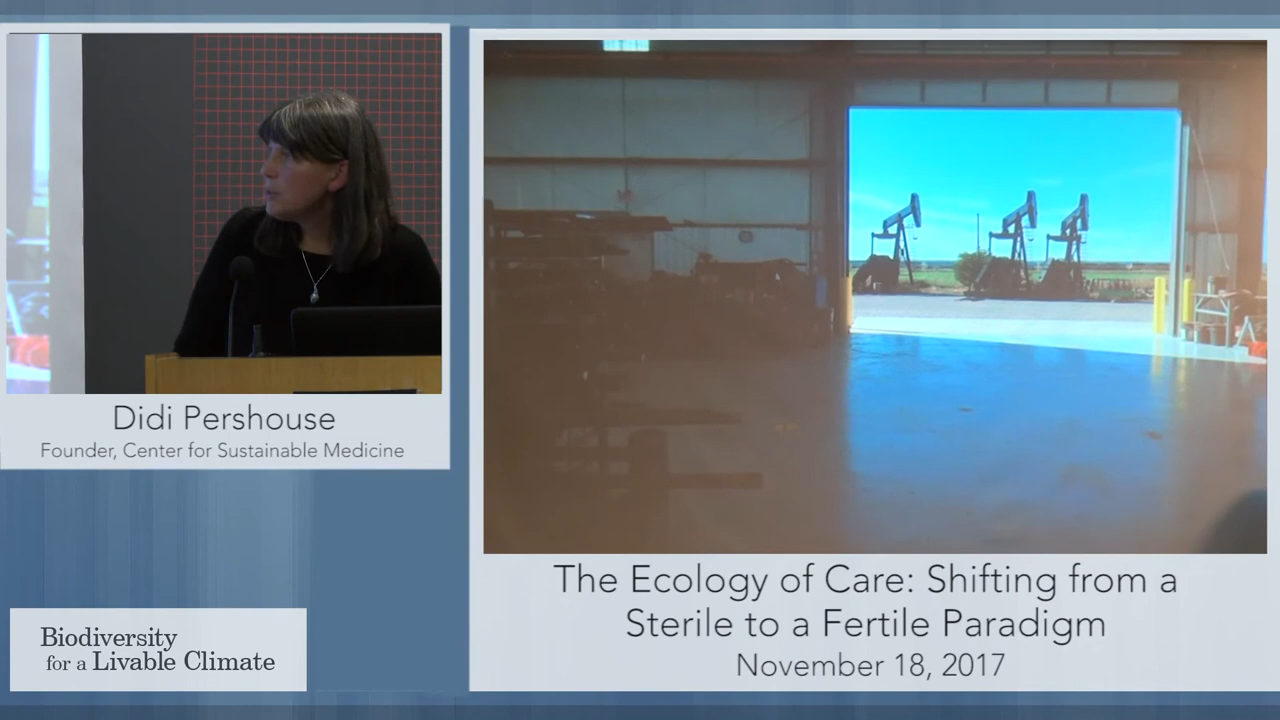 Didi Pershouse
Founder, Center for Sustainable Medicine
The Ecology of Care: Shifting from a
Sterile to a Fertile Paradigm
November 18, 2017
Biodiversity
for a Livable Climate